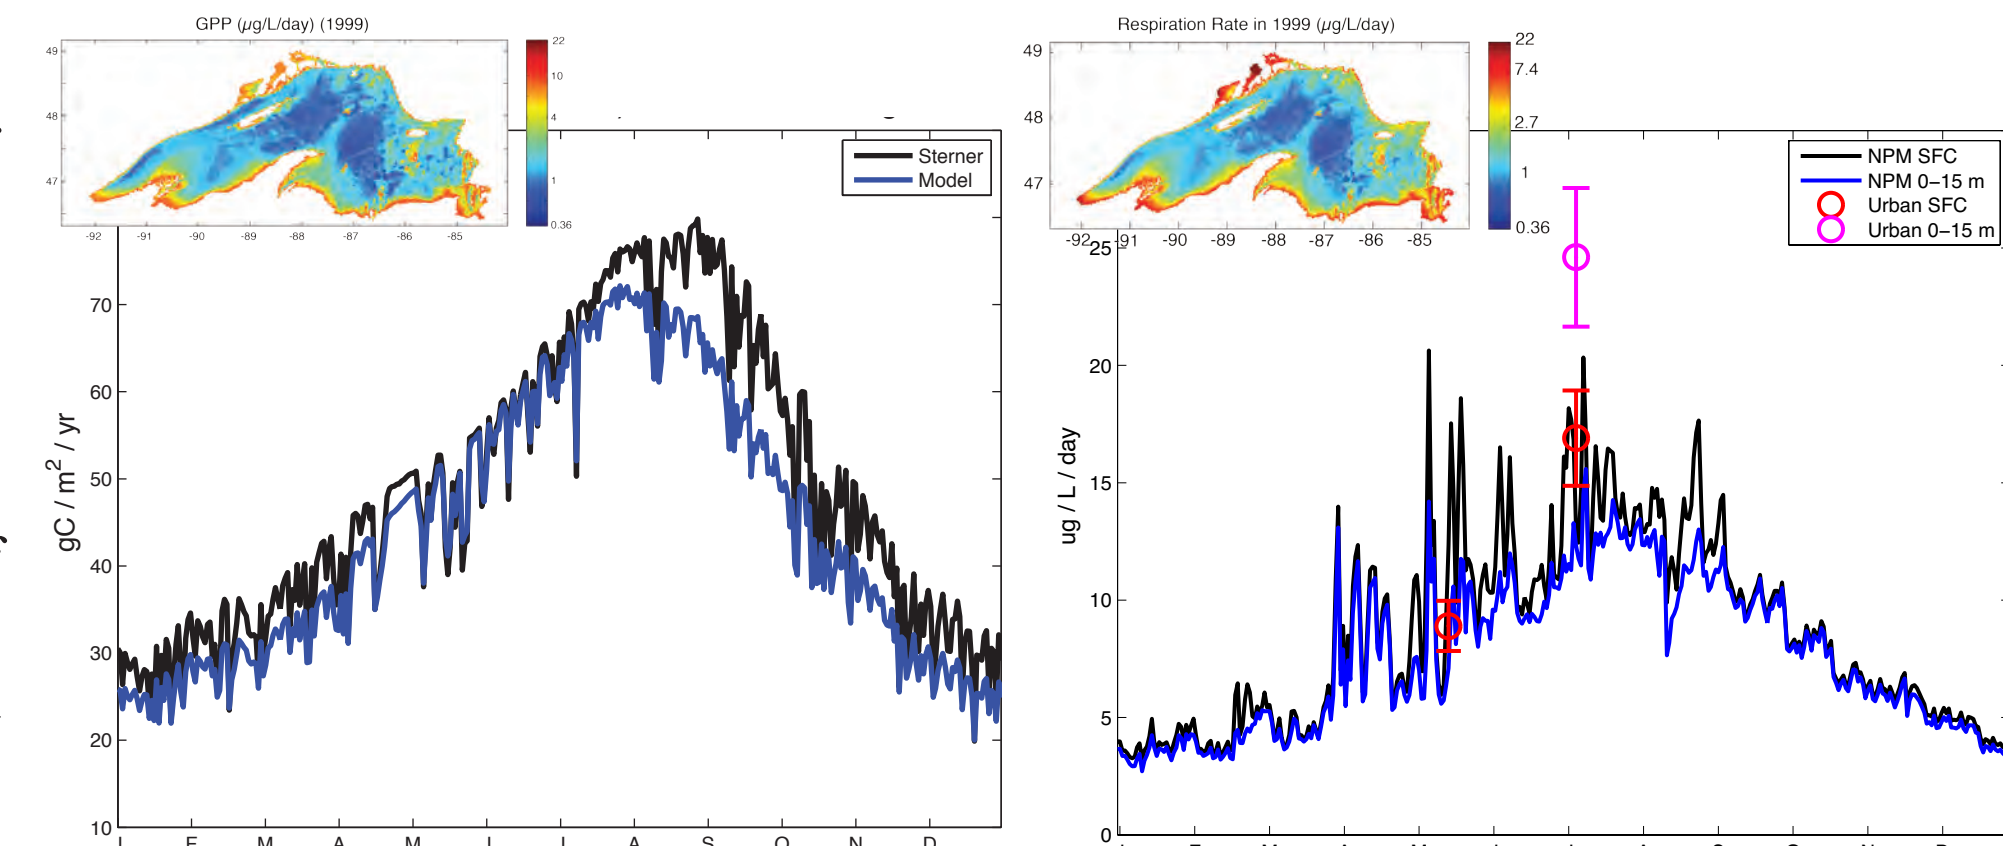 GPP (µg/L/day) (1999)
49
48
47
-92 -91 -90 -89 -88 -87 -86 -85
22
10
4
1
0.36
Sterner
Model
gC / m2 / yr
70
60
50
40
30
20
10
J F M A M J J A S O N D
Respiration Rate in 1999 (µg/L/day)
49
48
47
-92 -91 -90 -89 -88 -87 -86 -85
22
7.4
2.7
1
0.36
NPM SFC
NPM 0–15 m
Urban SFC
Urban 0–15 m
ug / L / day
25
20
15
10
5
0